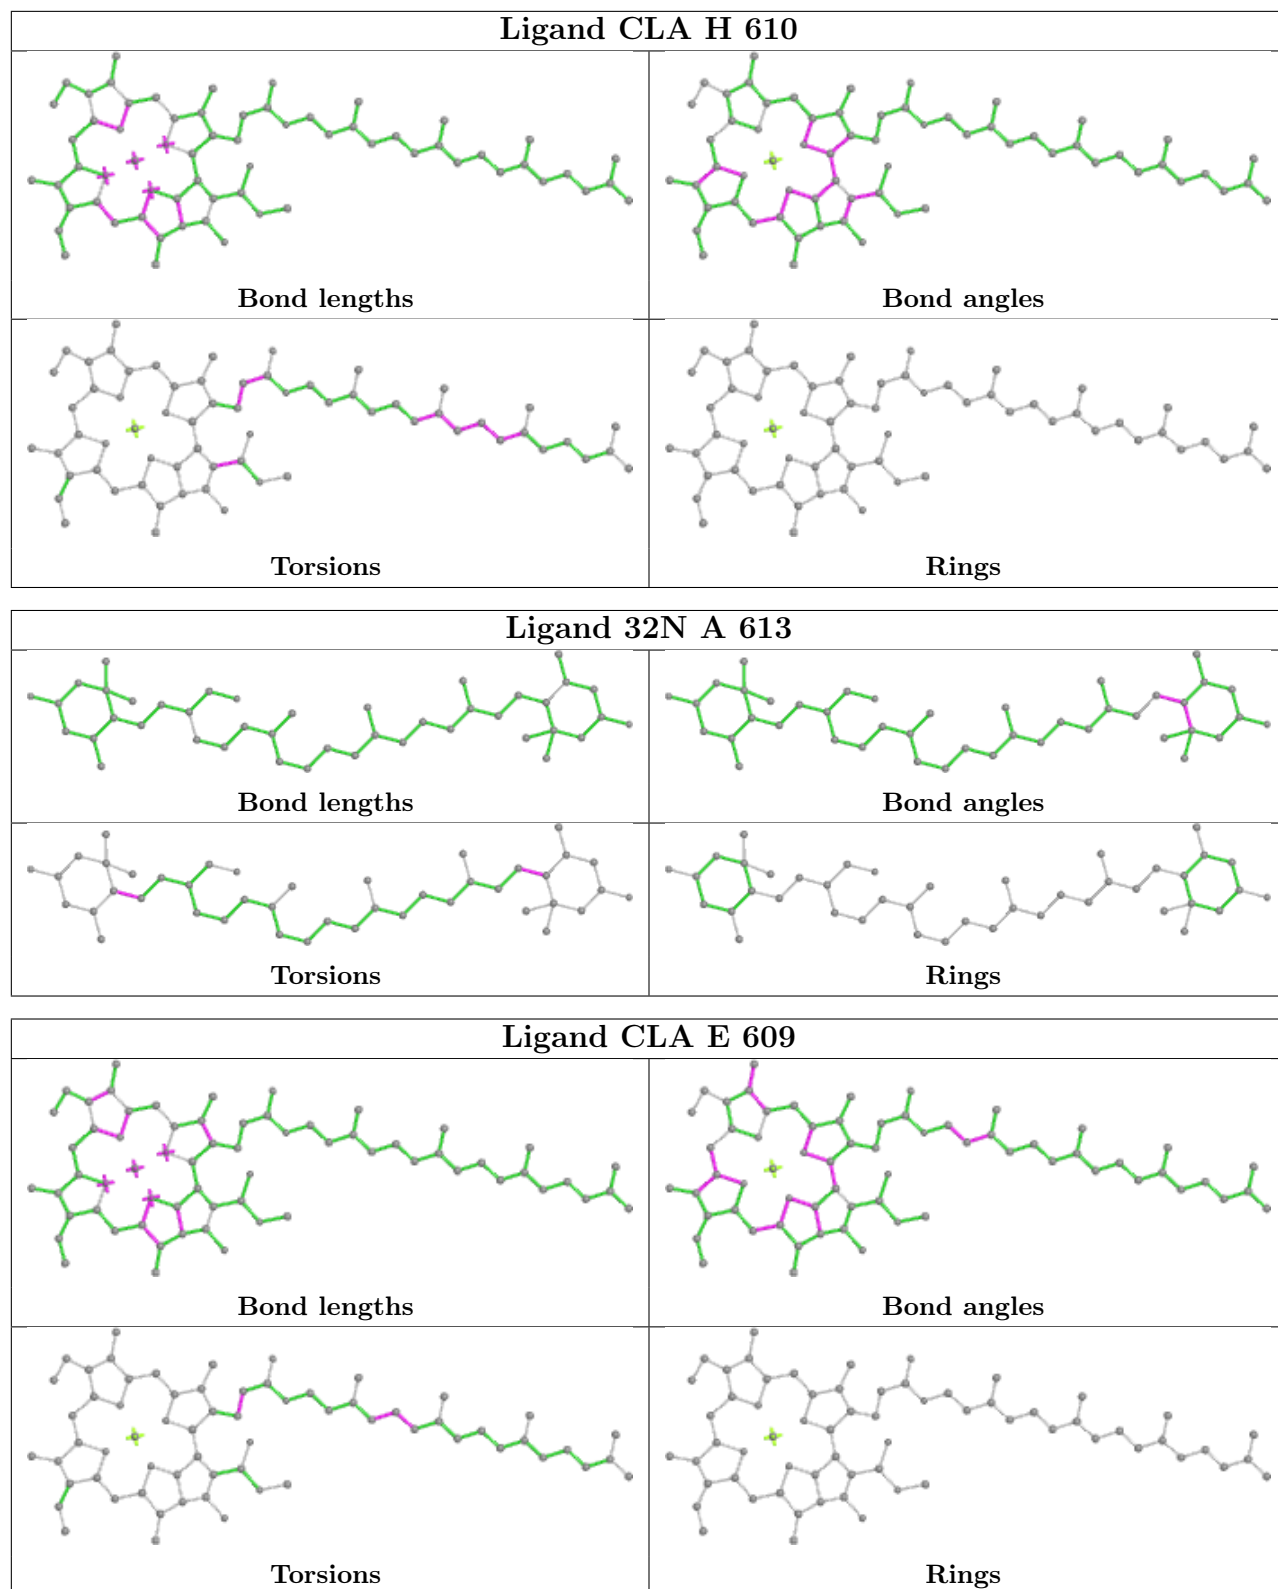 Ligand CLA H 610
Bond lengths
Bond angles
Torsions
Rings
Ligand 32N A 613
Bond lengths
Bond angles
Torsions
Rings
Ligand CLA E 609
Bond lengths
Bond angles
Torsions
Rings